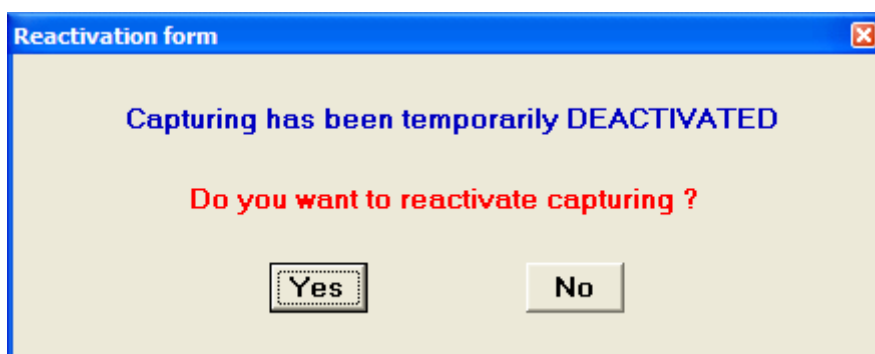 Reactivation form
Capturing has been temporarily DEACTIVATED
Do you want to reactivate capturing ?
Yes No